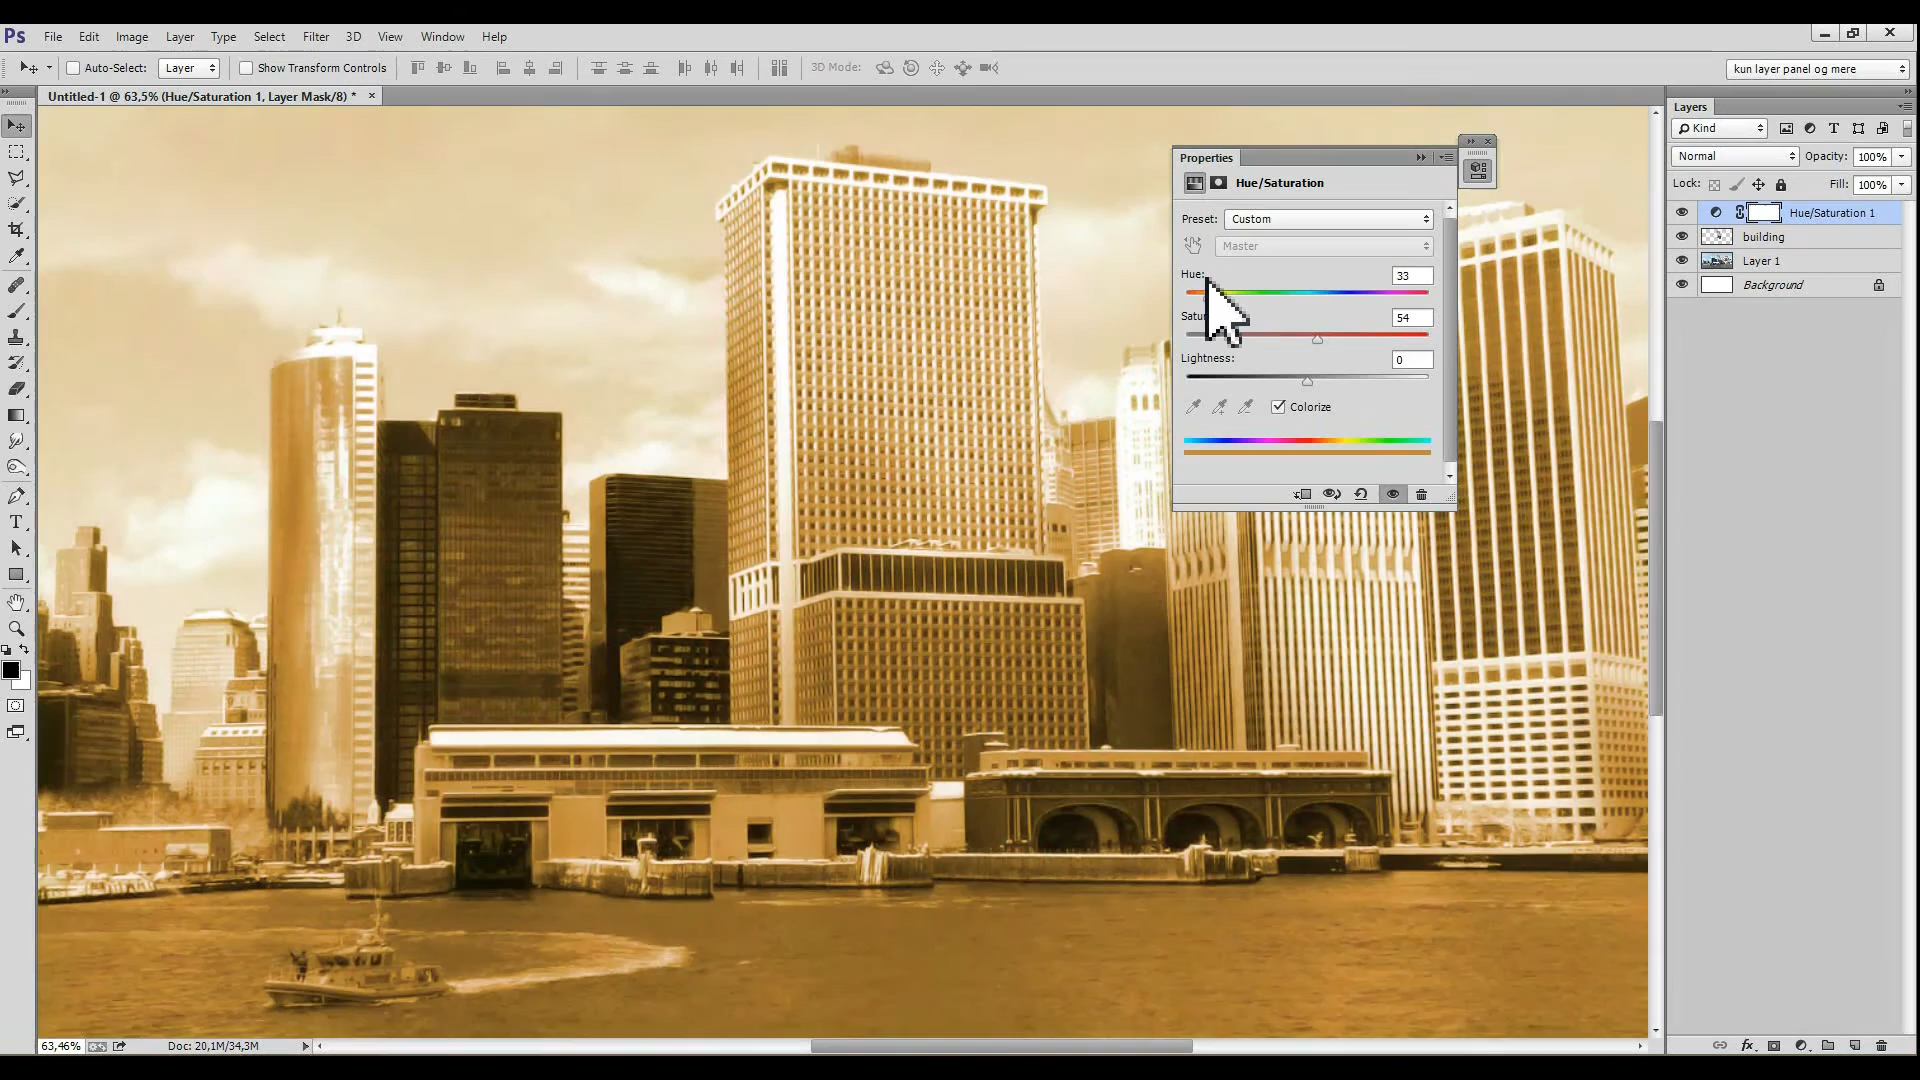 Ps File Edit Image Layer Type Select Filter 3D View Window Help
Auto-Select: Layer Show Transform Controls 3D Mode: kun layer panel og mere
Untitled-1 @ 63,5% (Hue/Saturation 1, Layer Mask/8) *
Properties
Hue/Saturation
Preset: Custom
Master
Hue: 33
Satur 54
Lightness: 0
Colorize
Layers
Kind
Normal Opacity: 100%
Lock: Fill: 100%
Hue/Saturation 1
building
Layer 1
Background
63,46% Doc: 20,1M/34,3M